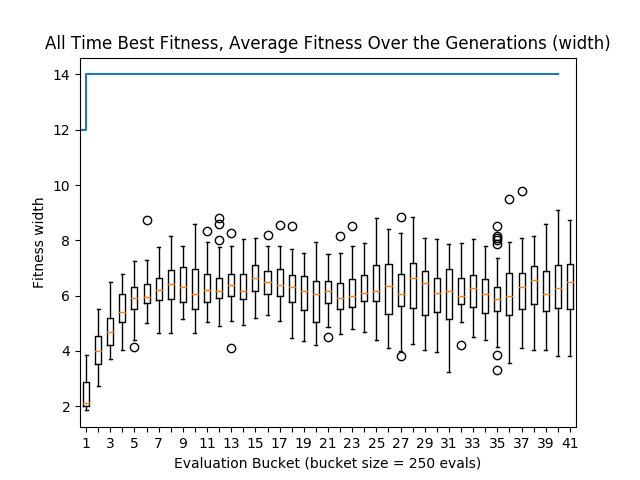 All Time Best Fitness, Average Fitness Over the Generations (width)
14
12
10
8
6
4
2
Fitness width
1 3 5 7 9 11 13 15 17 19 21 23 25 27 29 31 33 35 37 39 41
Evaluation Bucket (bucket size = 250 evals)